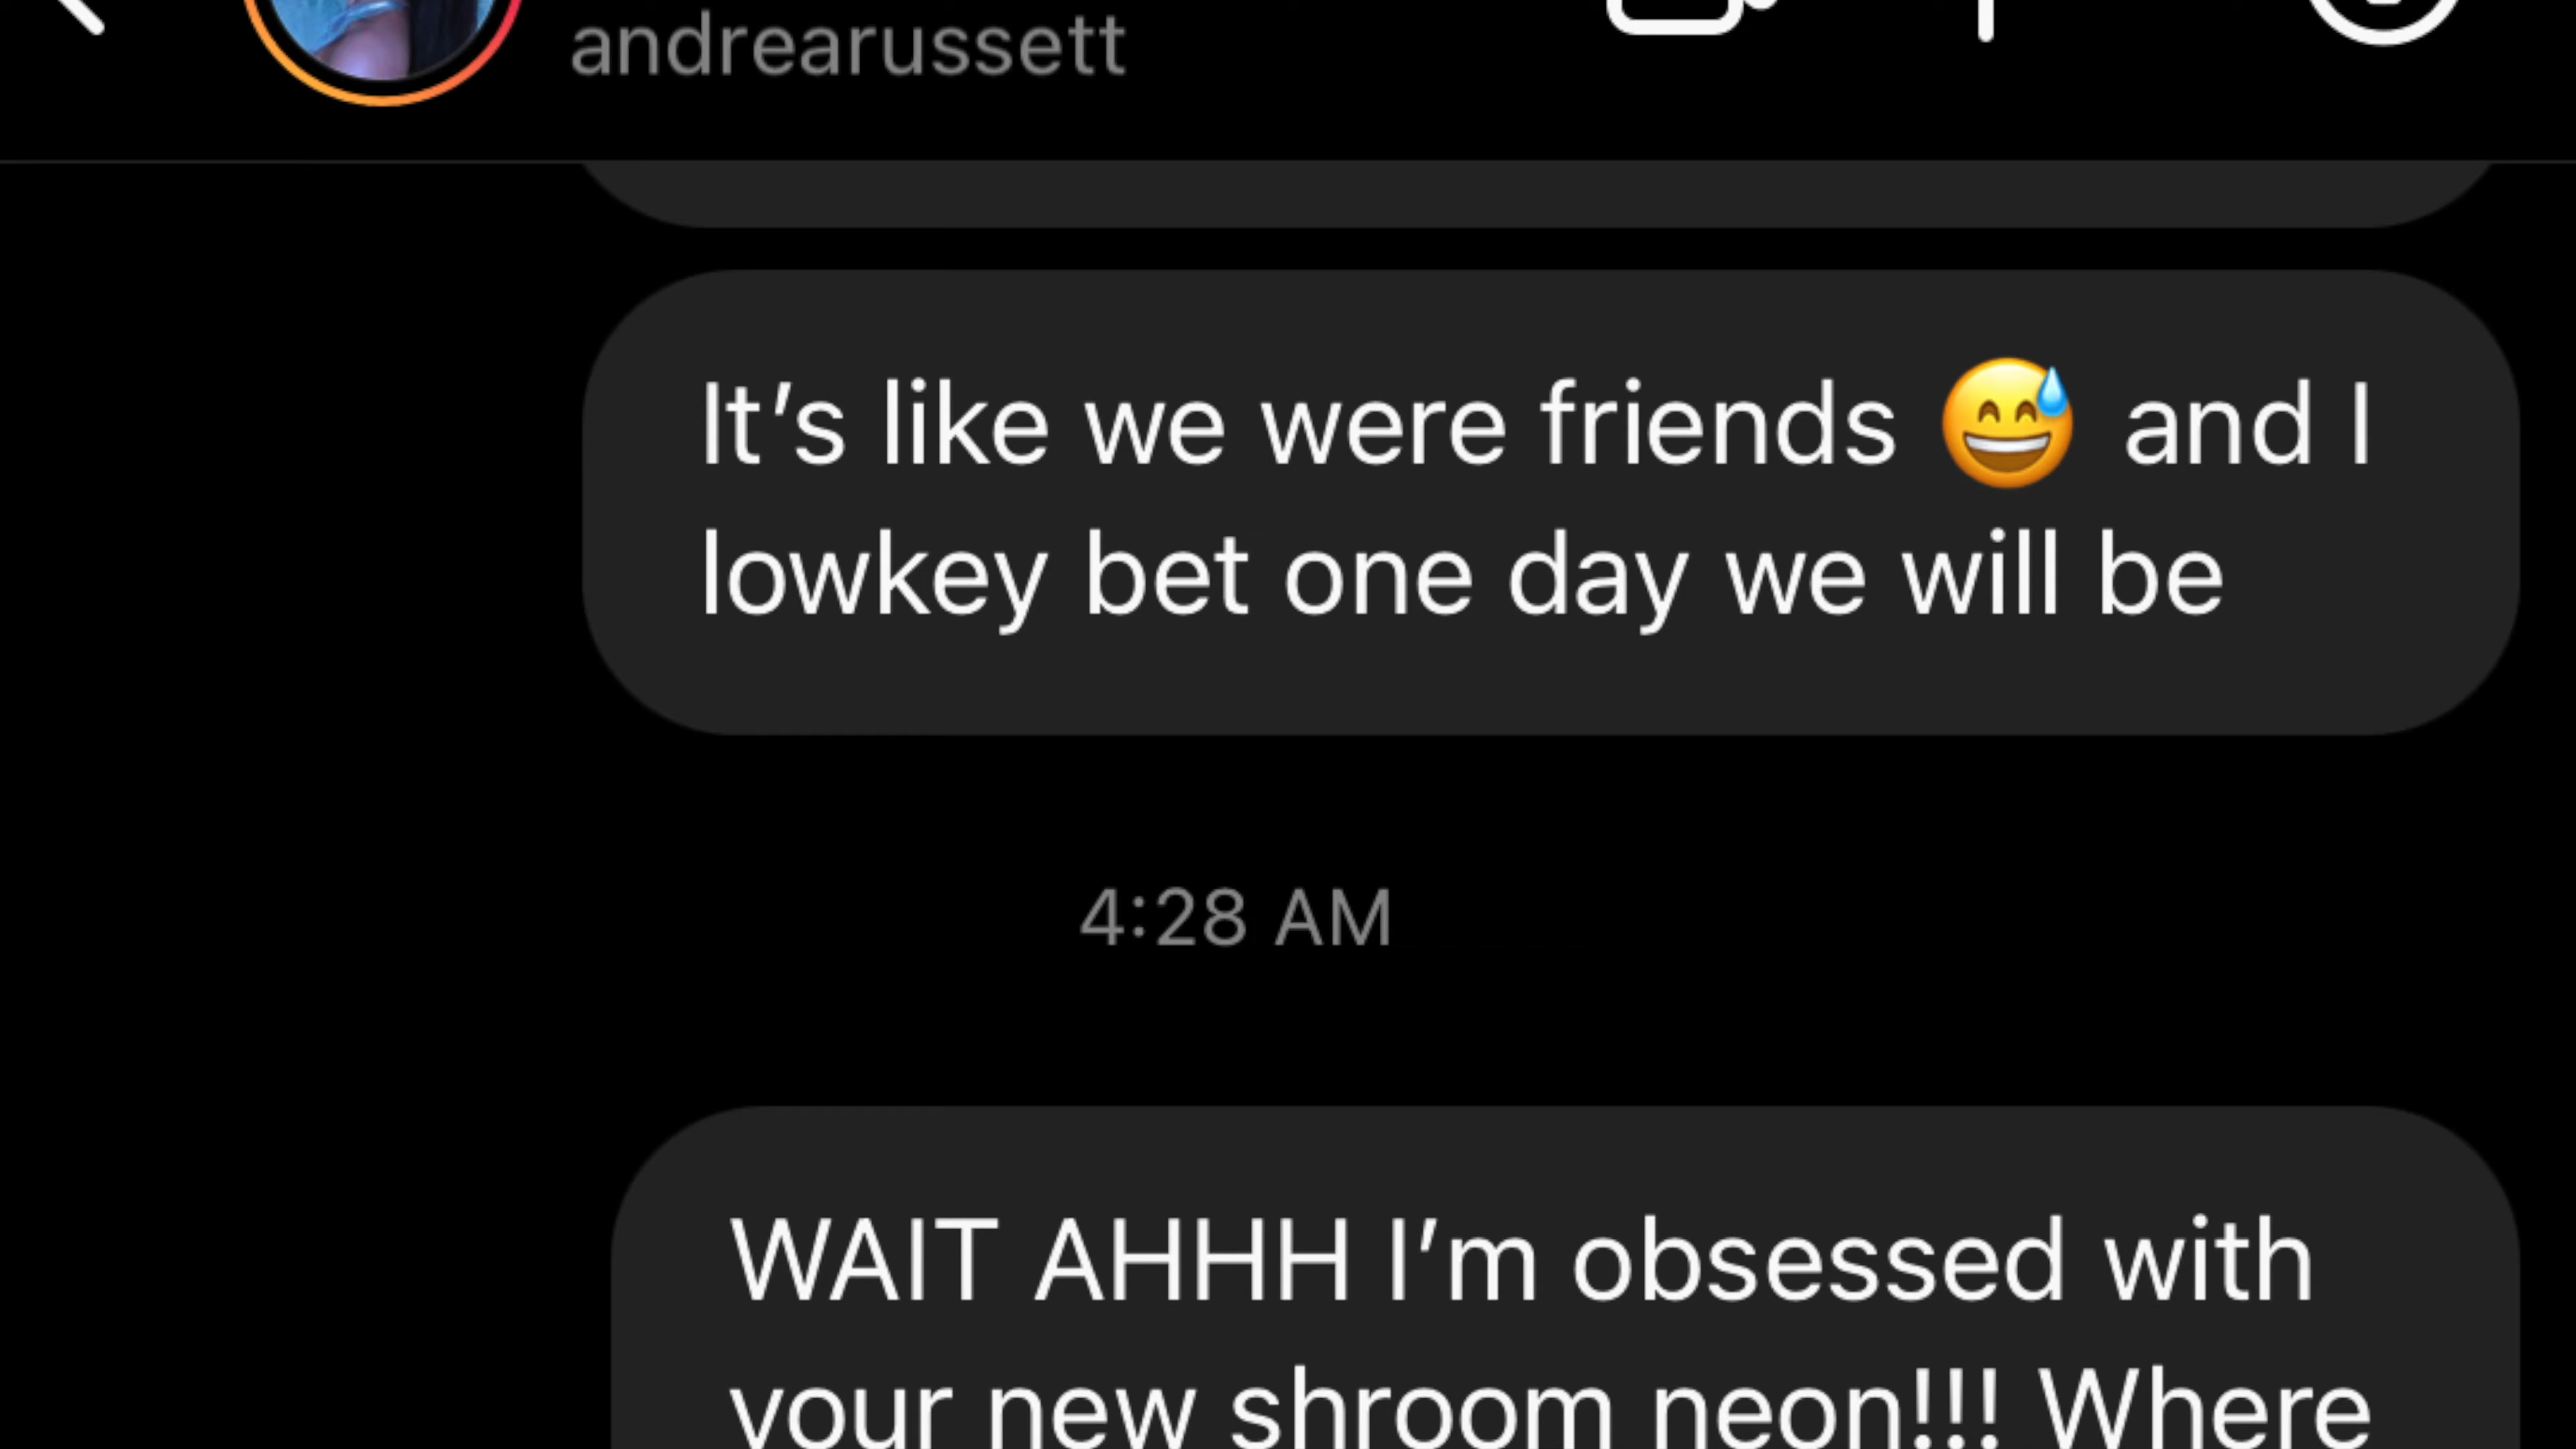 andrearussett
It’s like we were friends 😅 and I
lowkey bet one day we will be
4:28 AM
WAIT AHHH I’m obsessed with
your new shroom neon!!! Where